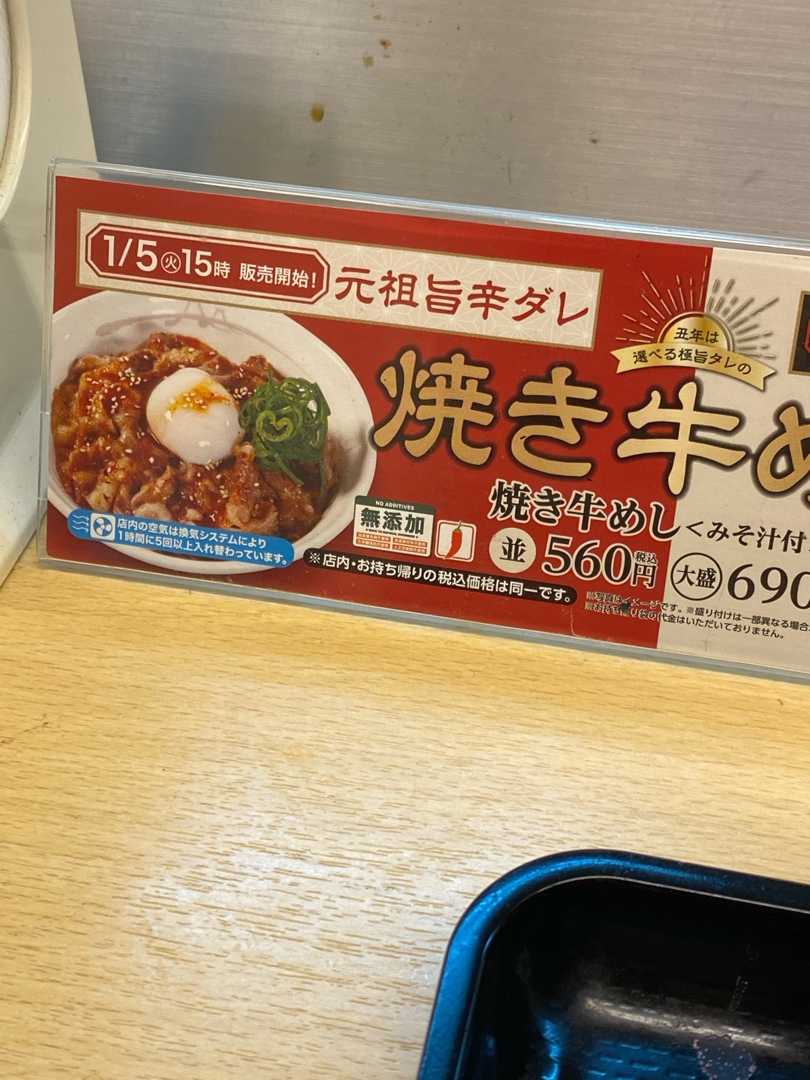 1/5㊋15時 販売開始!
元祖旨辛ダレ
丑年は
選べる極旨タレの
焼き牛め
焼き牛めし<みそ汁付
並 560円 税込
大盛 690
NO ADDITIVES
無添加
店内の空気は換気システムにより
1時間に5回以上入れ替わっています。
※店内・お持ち帰りの税込価格は同一です。
※写真はイメージです。※盛り付けは一部異なる場合
※お持ち帰り袋の代金はいただいておりません。